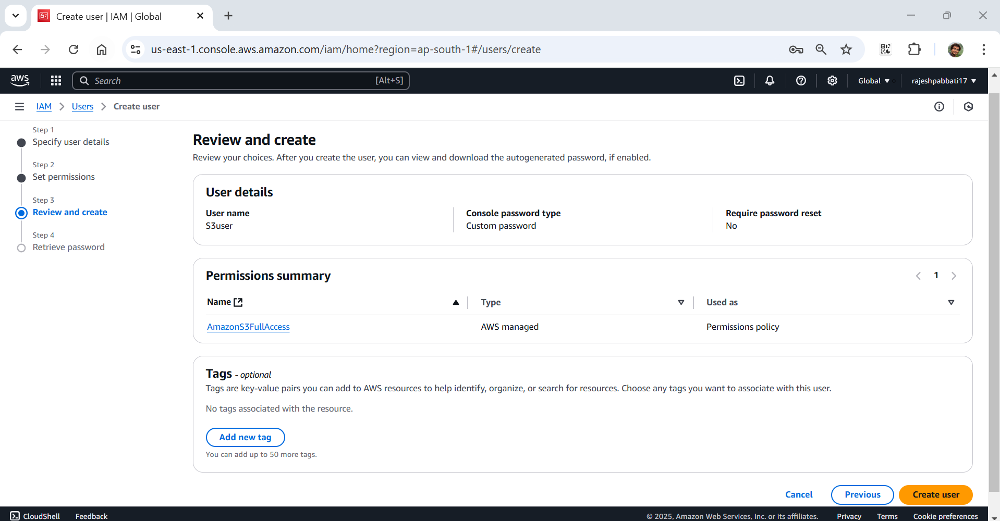 Create user | IAM | Global
us-east-1.console.aws.amazon.com/iam/home?region=ap-south-1#/users/create
aws
Search [Alt+S]
Global
rajeshpabbati17
IAM > Users > Create user
Step 1
Specify user details
Step 2
Set permissions
Step 3
Review and create
Step 4
Retrieve password
Review and create
Review your choices. After you create the user, you can view and download the autogenerated password, if enabled.
User details
User name Console password type Require password reset
S3user Custom password No
Permissions summary
1
Name Type Used as
AmazonS3FullAccess AWS managed Permissions policy
Tags - optional
Tags are key-value pairs you can add to AWS resources to help identify, organize, or search for resources. Choose any tags you want to associate with this user.
No tags associated with the resource.
Add new tag
You can add up to 50 more tags.
Cancel Previous Create user
CloudShell Feedback © 2025, Amazon Web Services, Inc. or its affiliates. Privacy Terms Cookie preferences